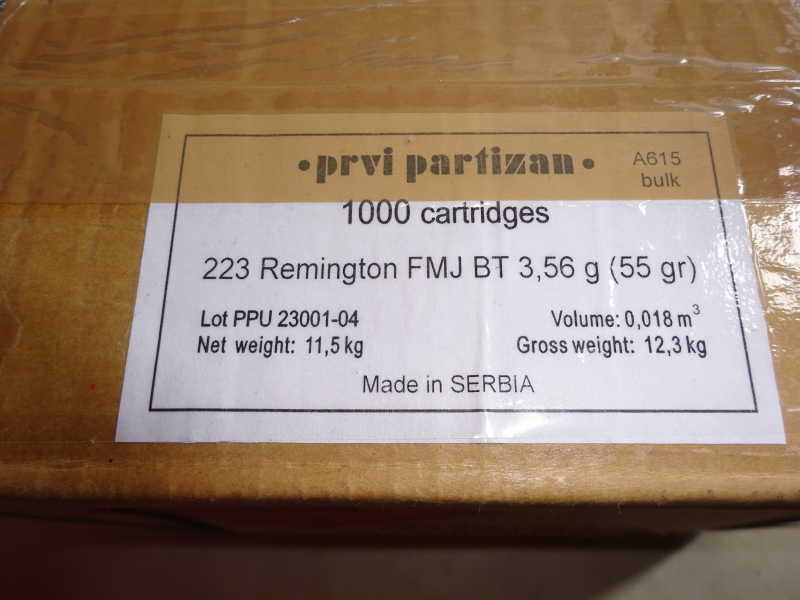 •prvi partizan•
A615
bulk
1000 cartridges
223 Remington FMJ BT 3,56 g (55 gr)
Lot PPU 23001-04
Volume: 0,018 m³
Net weight: 11,5 kg
Gross weight: 12,3 kg
Made in SERBIA